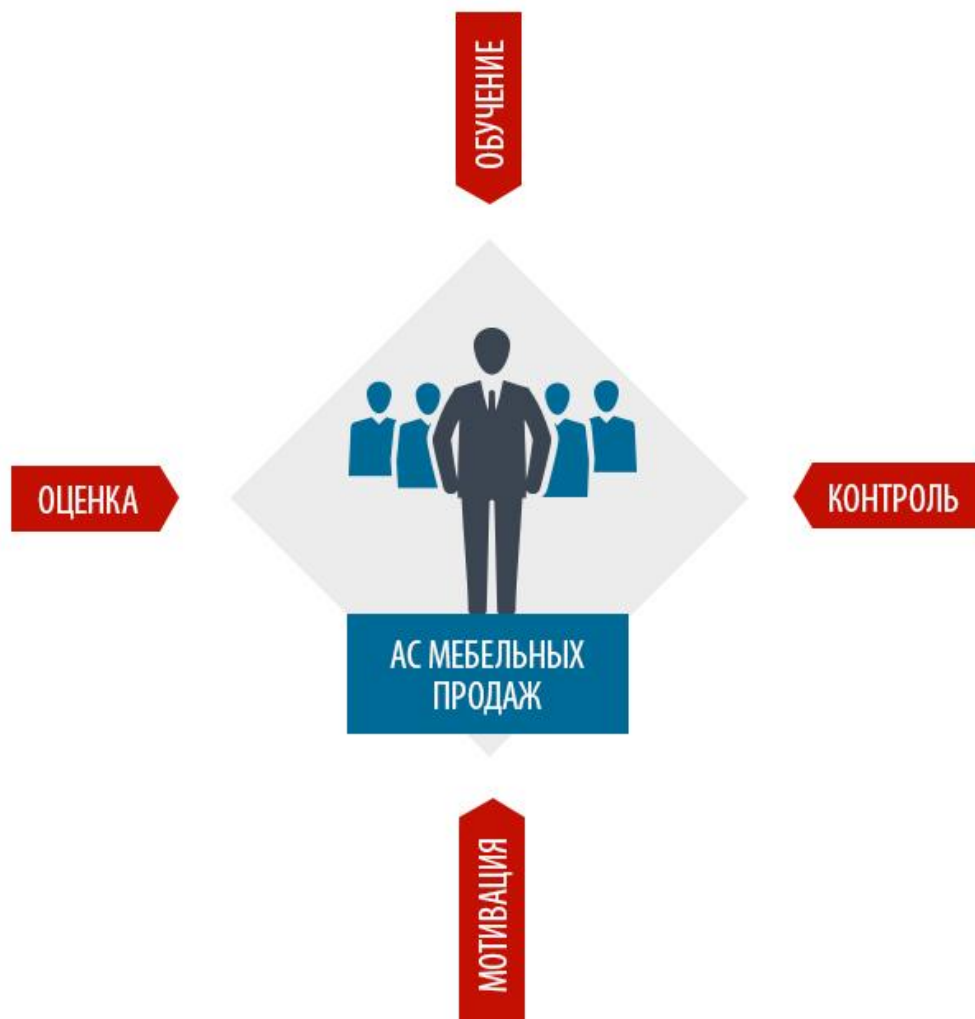 ОБУЧЕНИЕ
ОЦЕНКА
КОНТРОЛЬ
АС МЕБЕЛЬНЫХ
ПРОДАЖ
МОТИВАЦИЯ